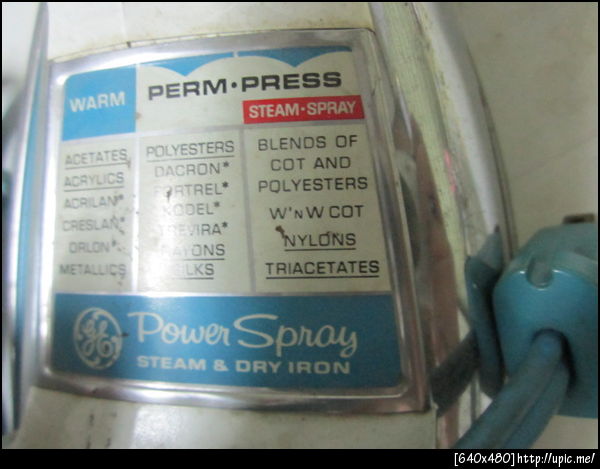 WARM
PERM·PRESS
STEAM·SPRAY
ACETATES
ACRYLICS
ACRILAN*
CRESLAN*
ORLON*
METALLICS
POLYESTERS
DACRON*
FORTREL*
KODEL*
TREVIRA*
RAYONS
SILKS
BLENDS OF
COT AND
POLYESTERS
W'NW COT
NYLONS
TRIACETATES
GE
Power Spray
STEAM & DRY IRON
[640x480]http://upic.me/